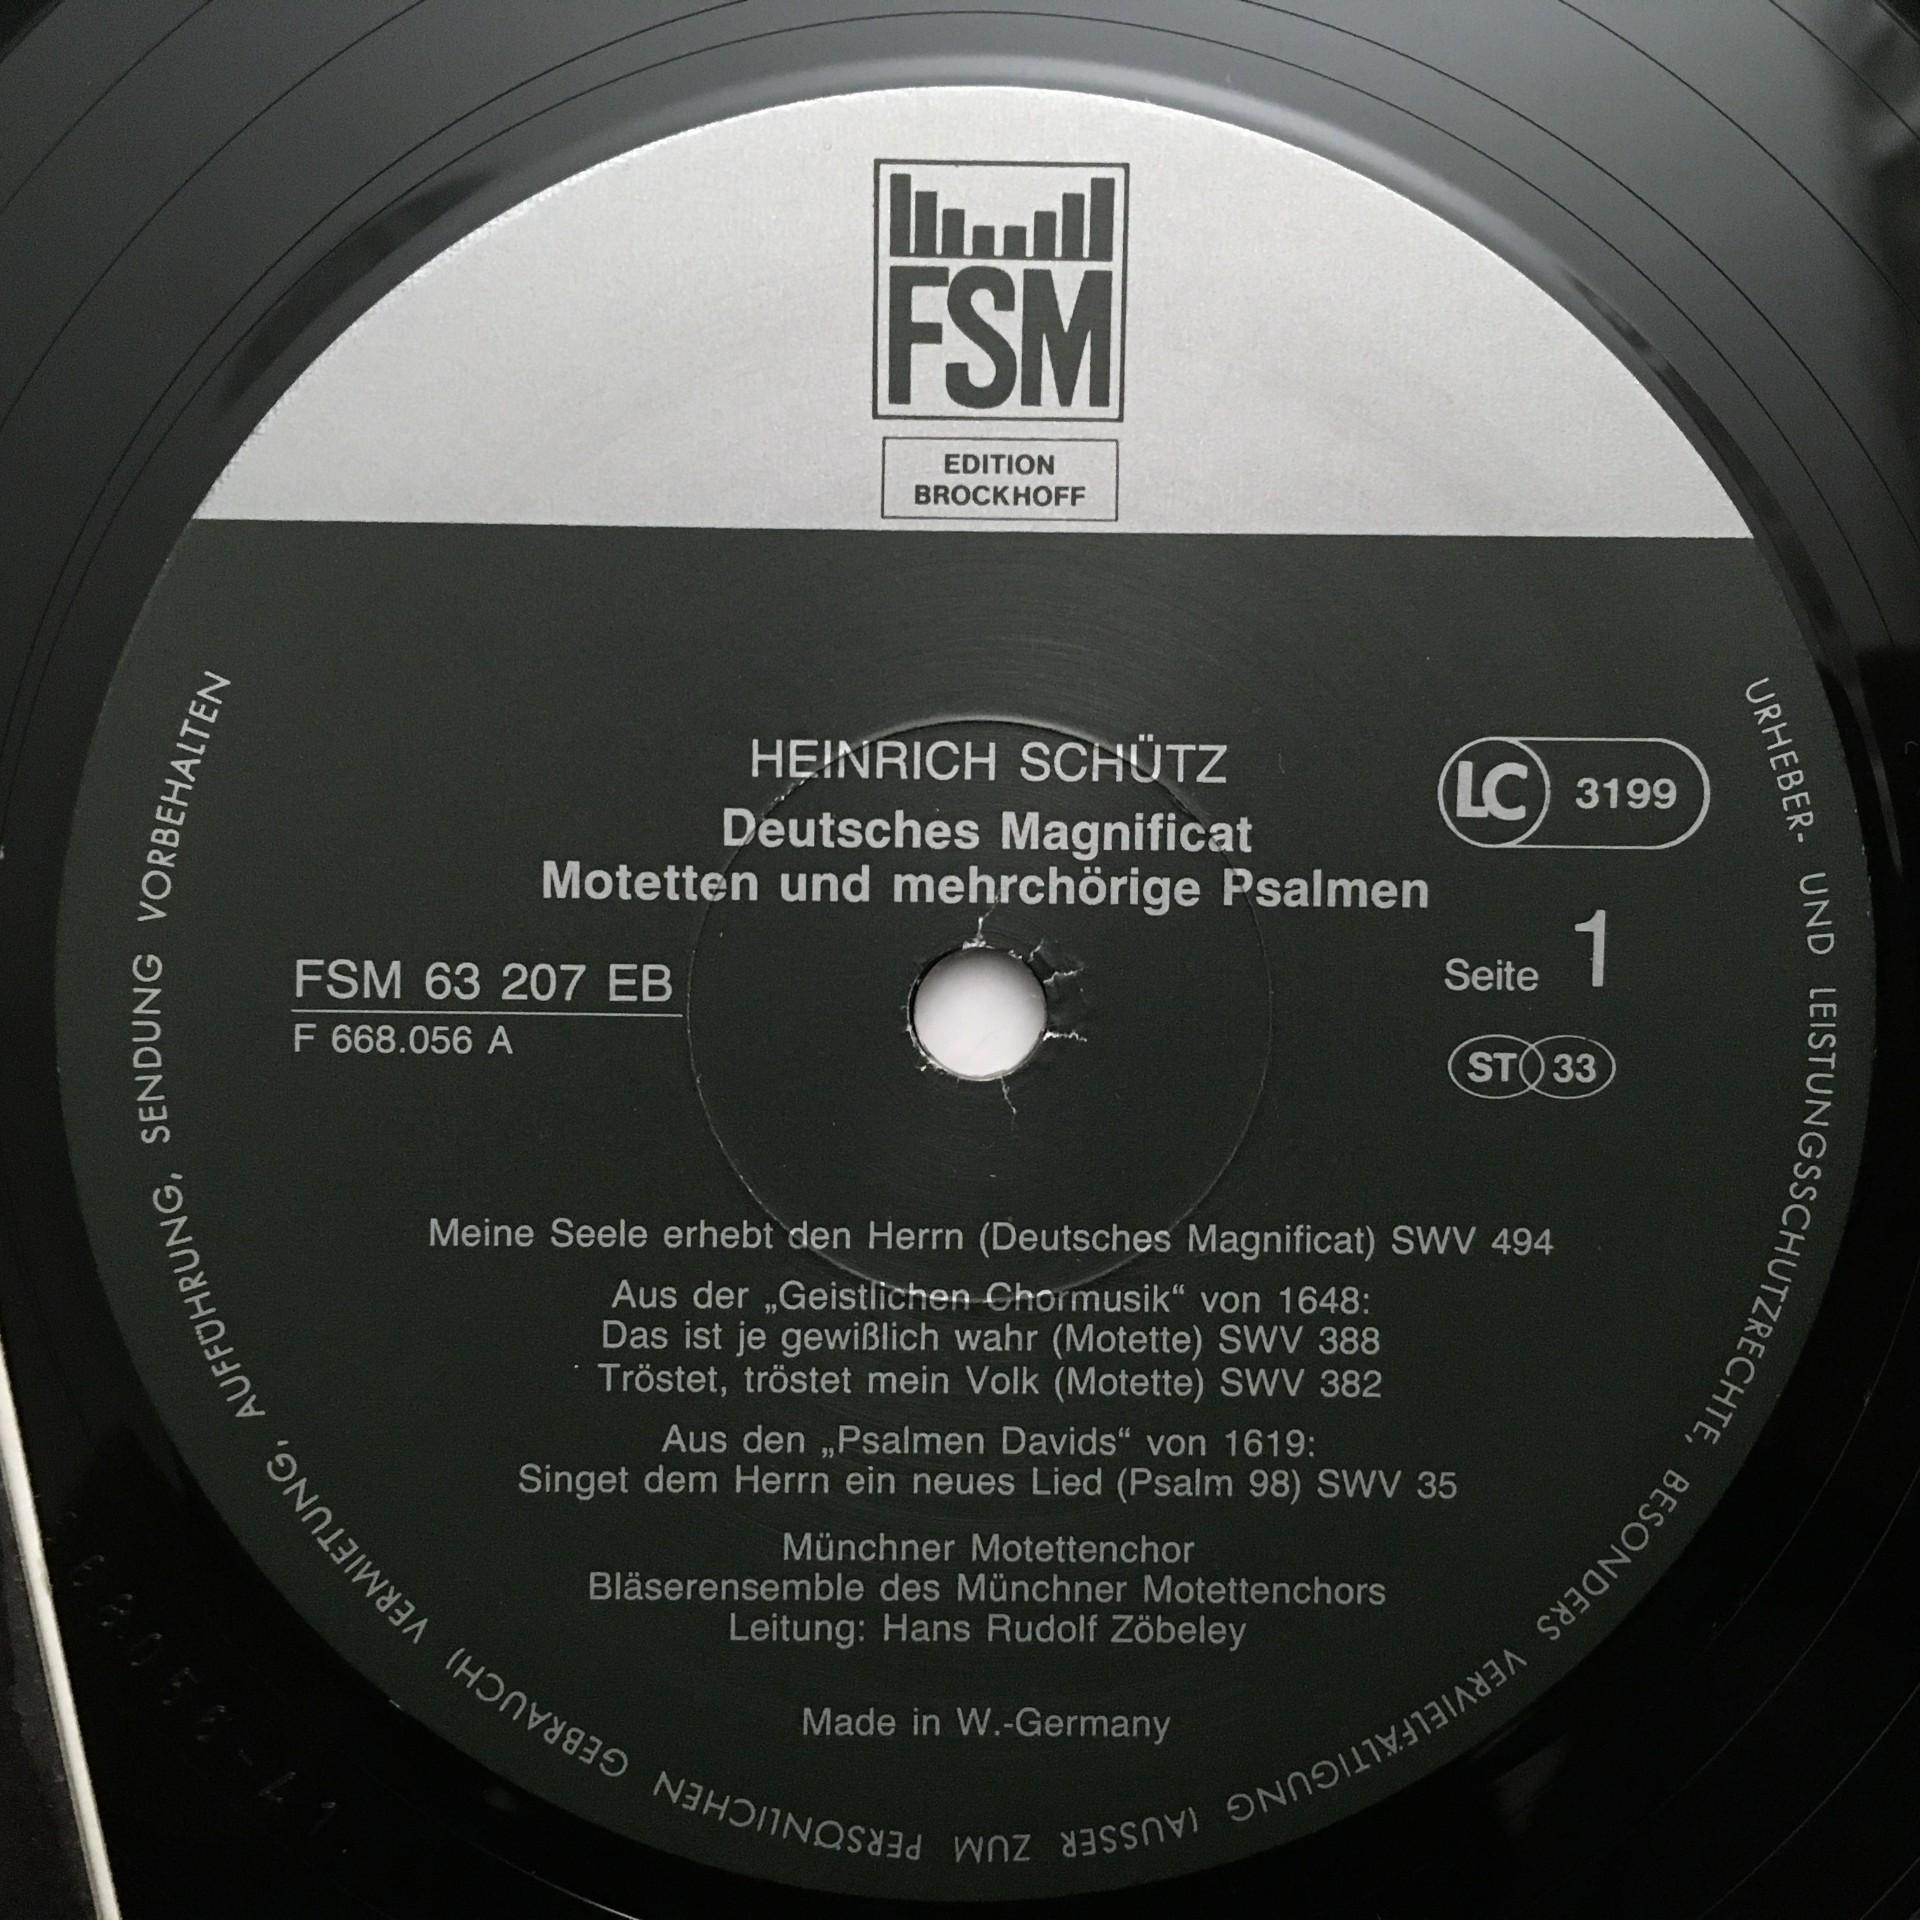 FSM
EDITION
BROCKHOFF
HEINRICH SCHÜTZ
Deutsches Magnificat
Motetten und mehrchörige Psalmen
LC 3199
FSM 63 207 EB
F 668.056 A
Seite 1
ST 33
Meine Seele erhebt den Herrn (Deutsches Magnificat) SWV 494
Aus der „Geistlichen Chormusik“ von 1648:
Das ist je gewißlich wahr (Motette) SWV 388
Tröstet, tröstet mein Volk (Motette) SWV 382
Aus den „Psalmen Davids“ von 1619:
Singet dem Herrn ein neues Lied (Psalm 98) SWV 35
Münchner Motettenchor
Bläserensemble des Münchner Motettenchors
Leitung: Hans Rudolf Zöbeley
Made in W.-Germany
URHEBER- UND LEISTUNGSSCHUTZRECHTE, BESONDERS VERVIELFÄLTIGUNG (AUSSER ZUM PERSÖNLICHEN GEBRAUCH) VERMIETUNG, AUFFÜHRUNG, SENDUNG VORBEHALTEN